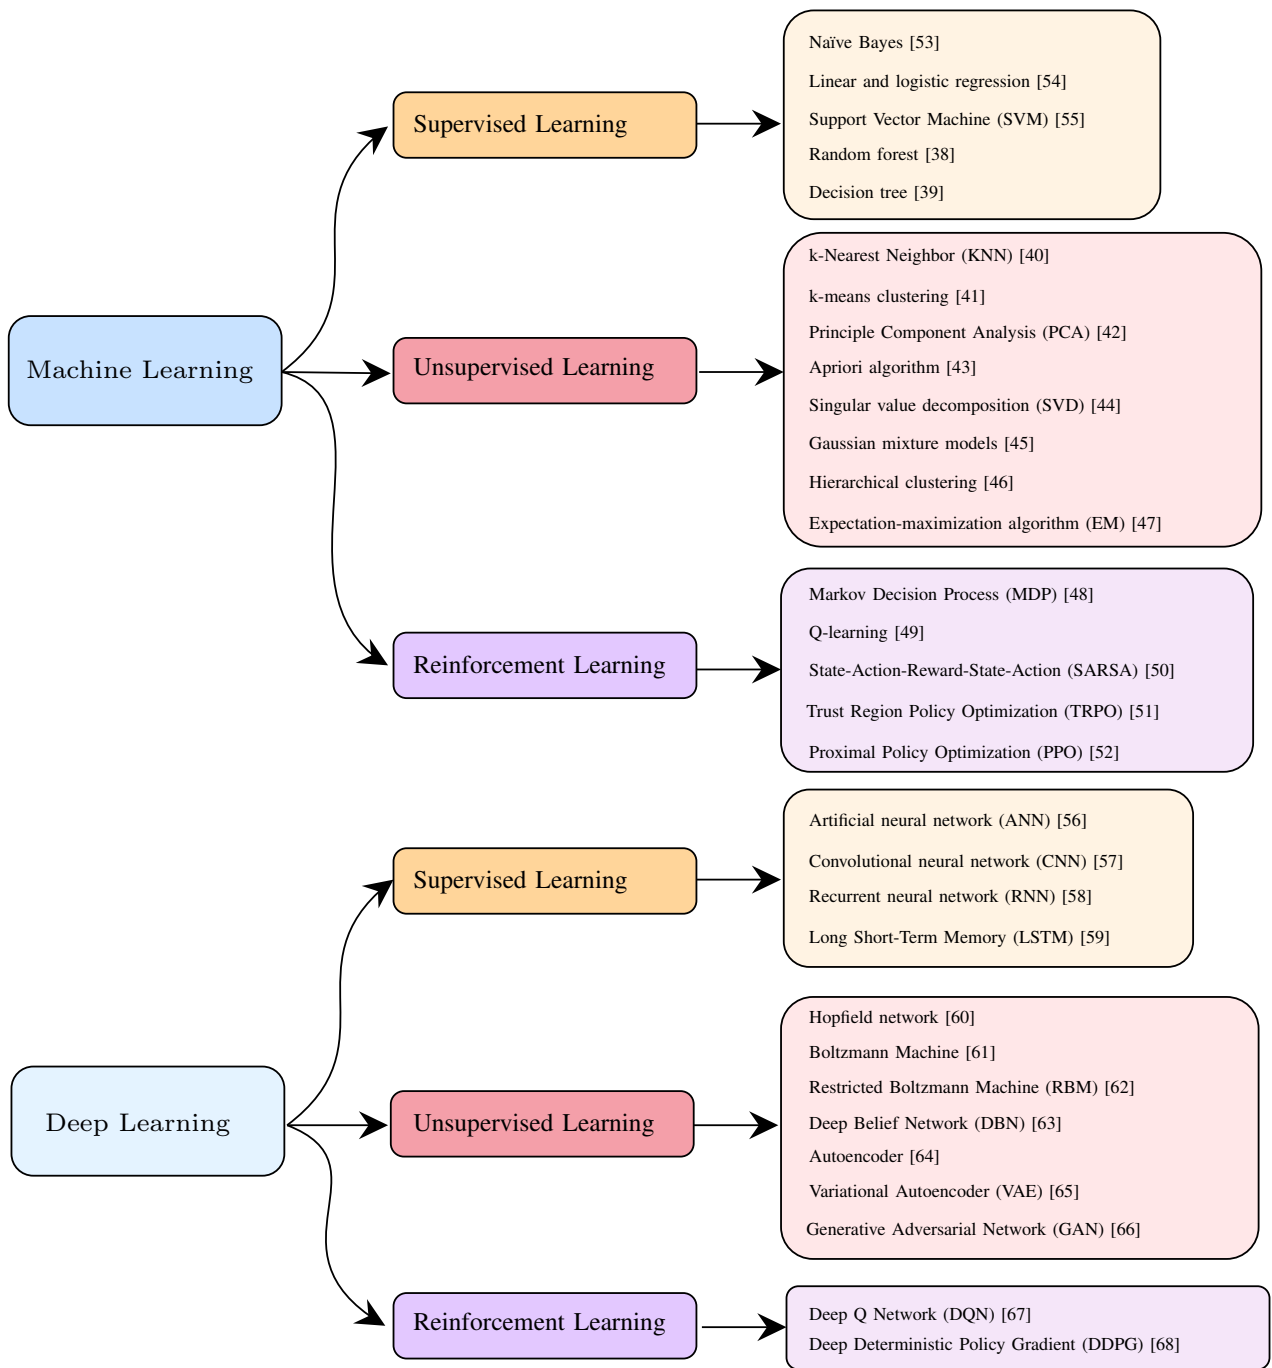 Machine Learning
Supervised Learning
Naïve Bayes [53]
Linear and logistic regression [54]
Support Vector Machine (SVM) [55]
Random forest [38]
Decision tree [39]
Unsupervised Learning
k-Nearest Neighbor (KNN) [40]
k-means clustering [41]
Principle Component Analysis (PCA) [42]
Apriori algorithm [43]
Singular value decomposition (SVD) [44]
Gaussian mixture models [45]
Hierarchical clustering [46]
Expectation-maximization algorithm (EM) [47]
Reinforcement Learning
Markov Decision Process (MDP) [48]
Q-learning [49]
State-Action-Reward-State-Action (SARSA) [50]
Trust Region Policy Optimization (TRPO) [51]
Proximal Policy Optimization (PPO) [52]
Deep Learning
Supervised Learning
Artificial neural network (ANN) [56]
Convolutional neural network (CNN) [57]
Recurrent neural network (RNN) [58]
Long Short-Term Memory (LSTM) [59]
Unsupervised Learning
Hopfield network [60]
Boltzmann Machine [61]
Restricted Boltzmann Machine (RBM) [62]
Deep Belief Network (DBN) [63]
Autoencoder [64]
Variational Autoencoder (VAE) [65]
Generative Adversarial Network (GAN) [66]
Reinforcement Learning
Deep Q Network (DQN) [67]
Deep Deterministic Policy Gradient (DDPG) [68]